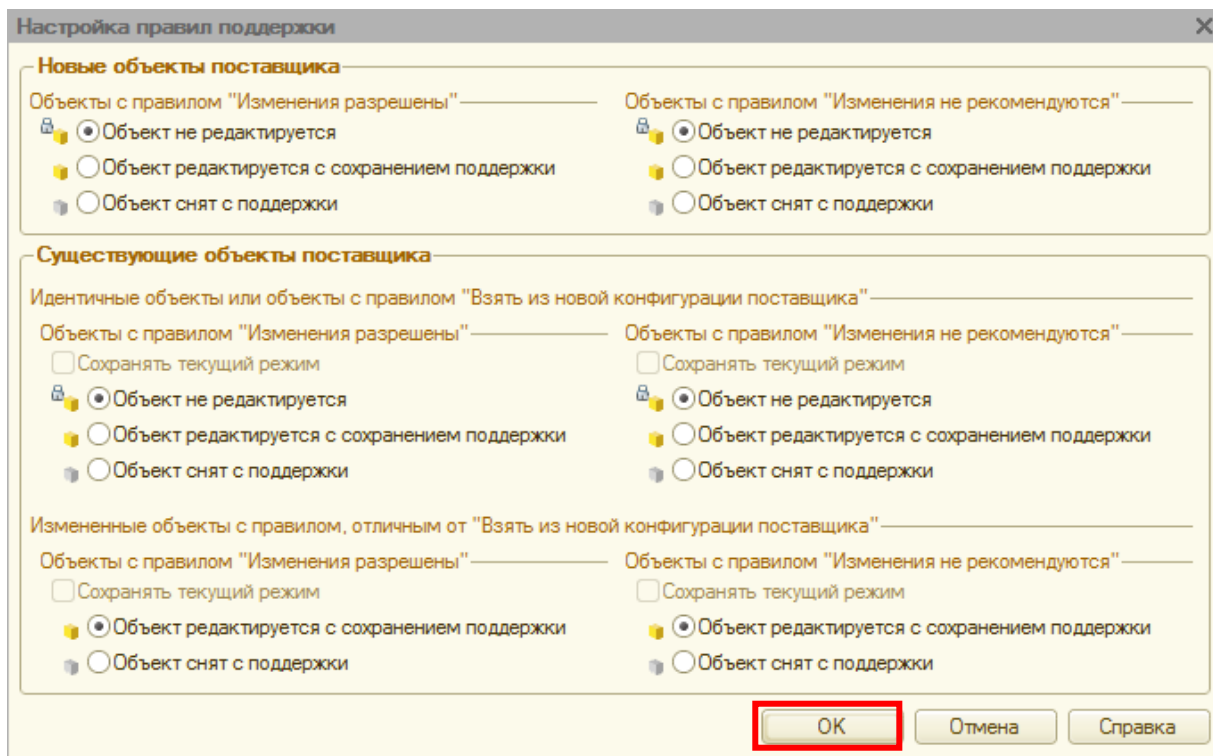 Настройка правил поддержки
Новые объекты поставщика
Объекты с правилом "Изменения разрешены" Объекты с правилом "Изменения не рекомендуются"
Объект не редактируется Объект не редактируется
Объект редактируется с сохранением поддержки Объект редактируется с сохранением поддержки
Объект снят с поддержки Объект снят с поддержки
Существующие объекты поставщика
Идентичные объекты или объекты с правилом "Взять из новой конфигурации поставщика"
Объекты с правилом "Изменения разрешены" Объекты с правилом "Изменения не рекомендуются"
Сохранять текущий режим Сохранять текущий режим
Объект не редактируется Объект не редактируется
Объект редактируется с сохранением поддержки Объект редактируется с сохранением поддержки
Объект снят с поддержки Объект снят с поддержки
Измененные объекты с правилом, отличным от "Взять из новой конфигурации поставщика"
Объекты с правилом "Изменения разрешены" Объекты с правилом "Изменения не рекомендуются"
Сохранять текущий режим Сохранять текущий режим
Объект редактируется с сохранением поддержки Объект редактируется с сохранением поддержки
Объект снят с поддержки Объект снят с поддержки
ОК Отмена Справка